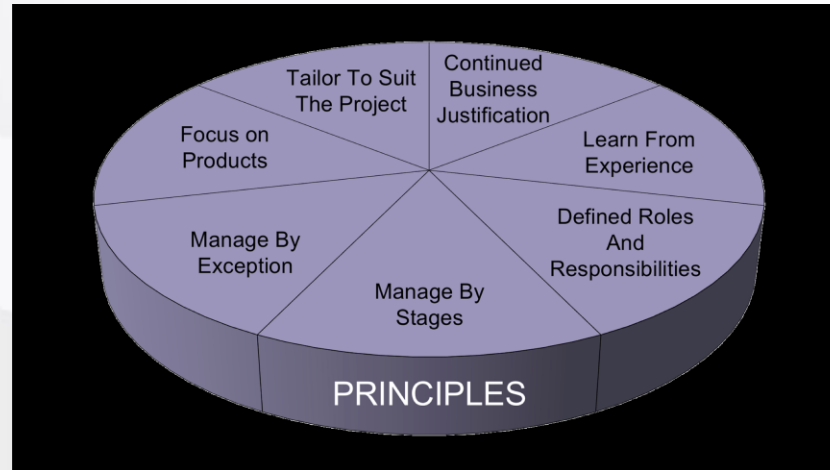 Tailor To Suit
The Project
Continued
Business
Justification
Learn From
Experience
Defined Roles
And
Responsibilities
Manage By
Stages
Manage By
Exception
Focus on
Products
PRINCIPLES